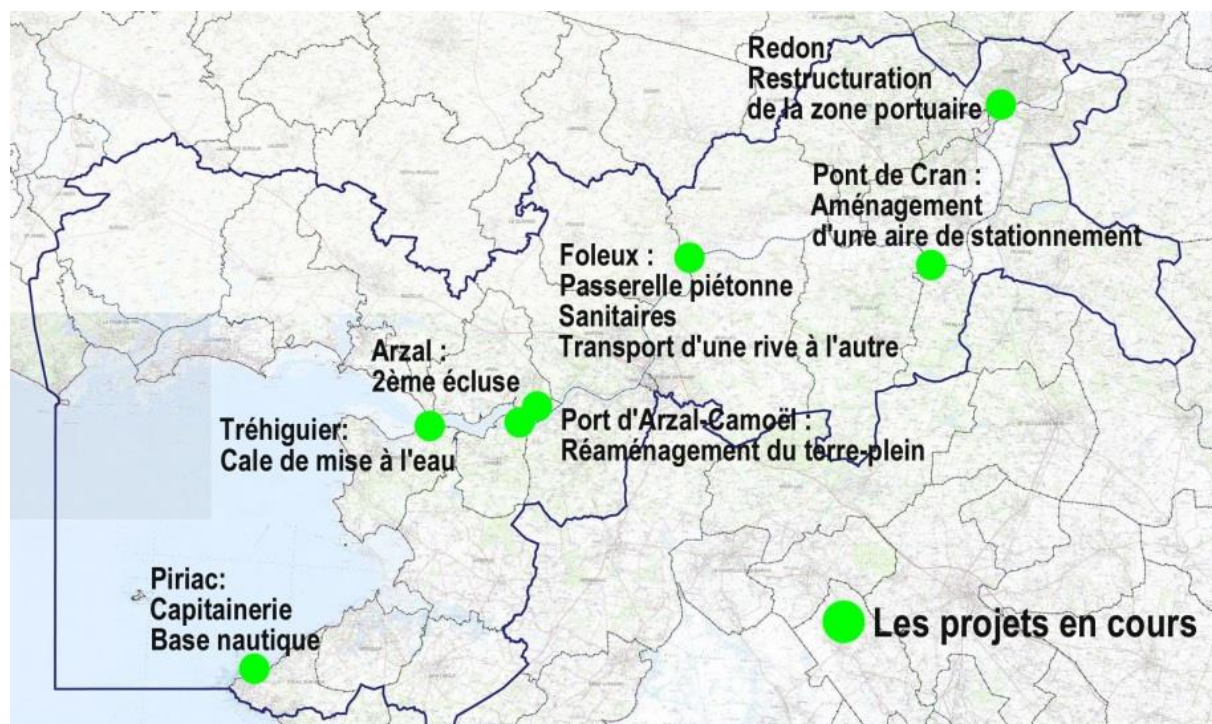 Redon:
Restructuration
de la zone portuaire
Pont de Cran :
Aménagement
d'une aire de stationnement
Foleux :
Passerelle piétonne
Sanitaires
Transport d'une rive à l'autre
Arzal :
2ème écluse
Tréhiguier:
Cale de mise à l'eau
Port d'Arzal-Camoël :
Réaménagement du terre-plein
Piriac:
Capitainerie
Base nautique
Les projets en cours